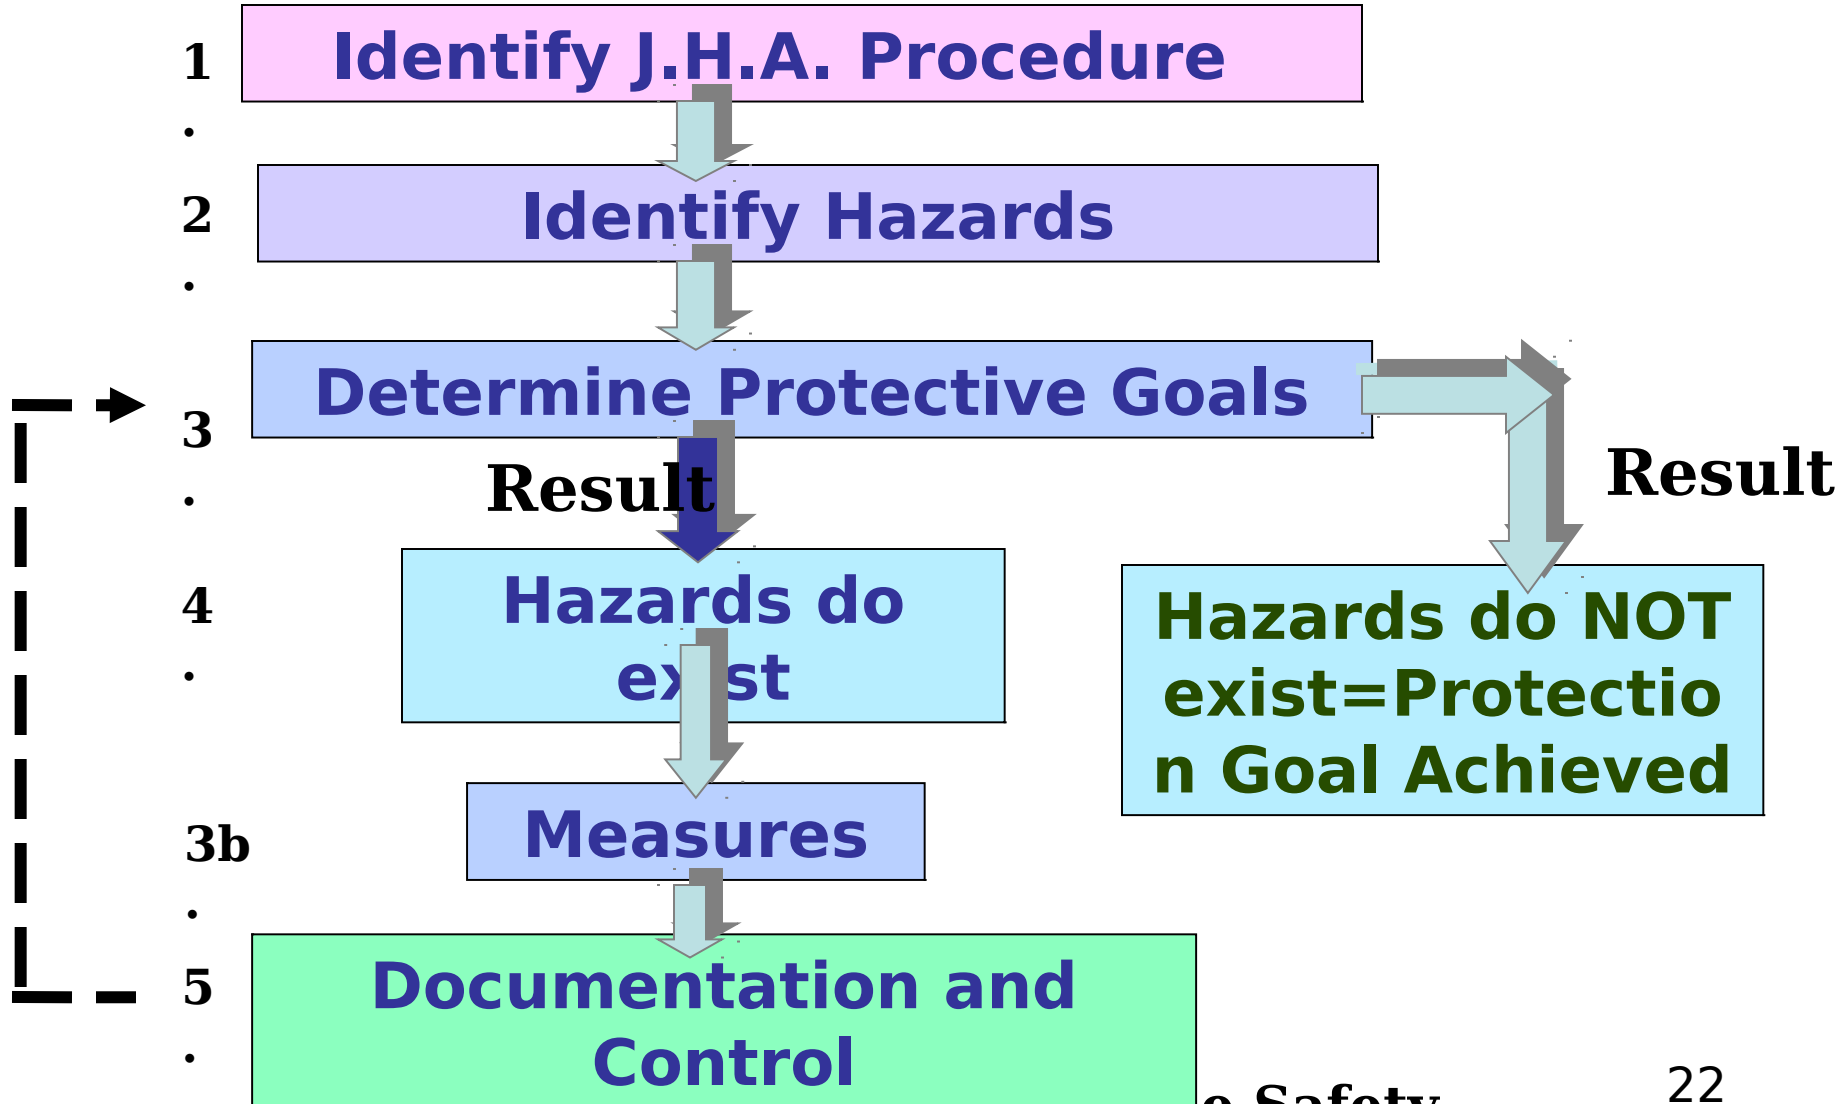 1
.
Identify J.H.A. Procedure
2
.
Identify Hazards
3
.
Determine Protective Goals
Result
Result
4
.
Hazards do
exist
Hazards do NOT
exist=Protectio
n Goal Achieved
3b
.
Measures
5
.
Documentation and
Control
Safety
22